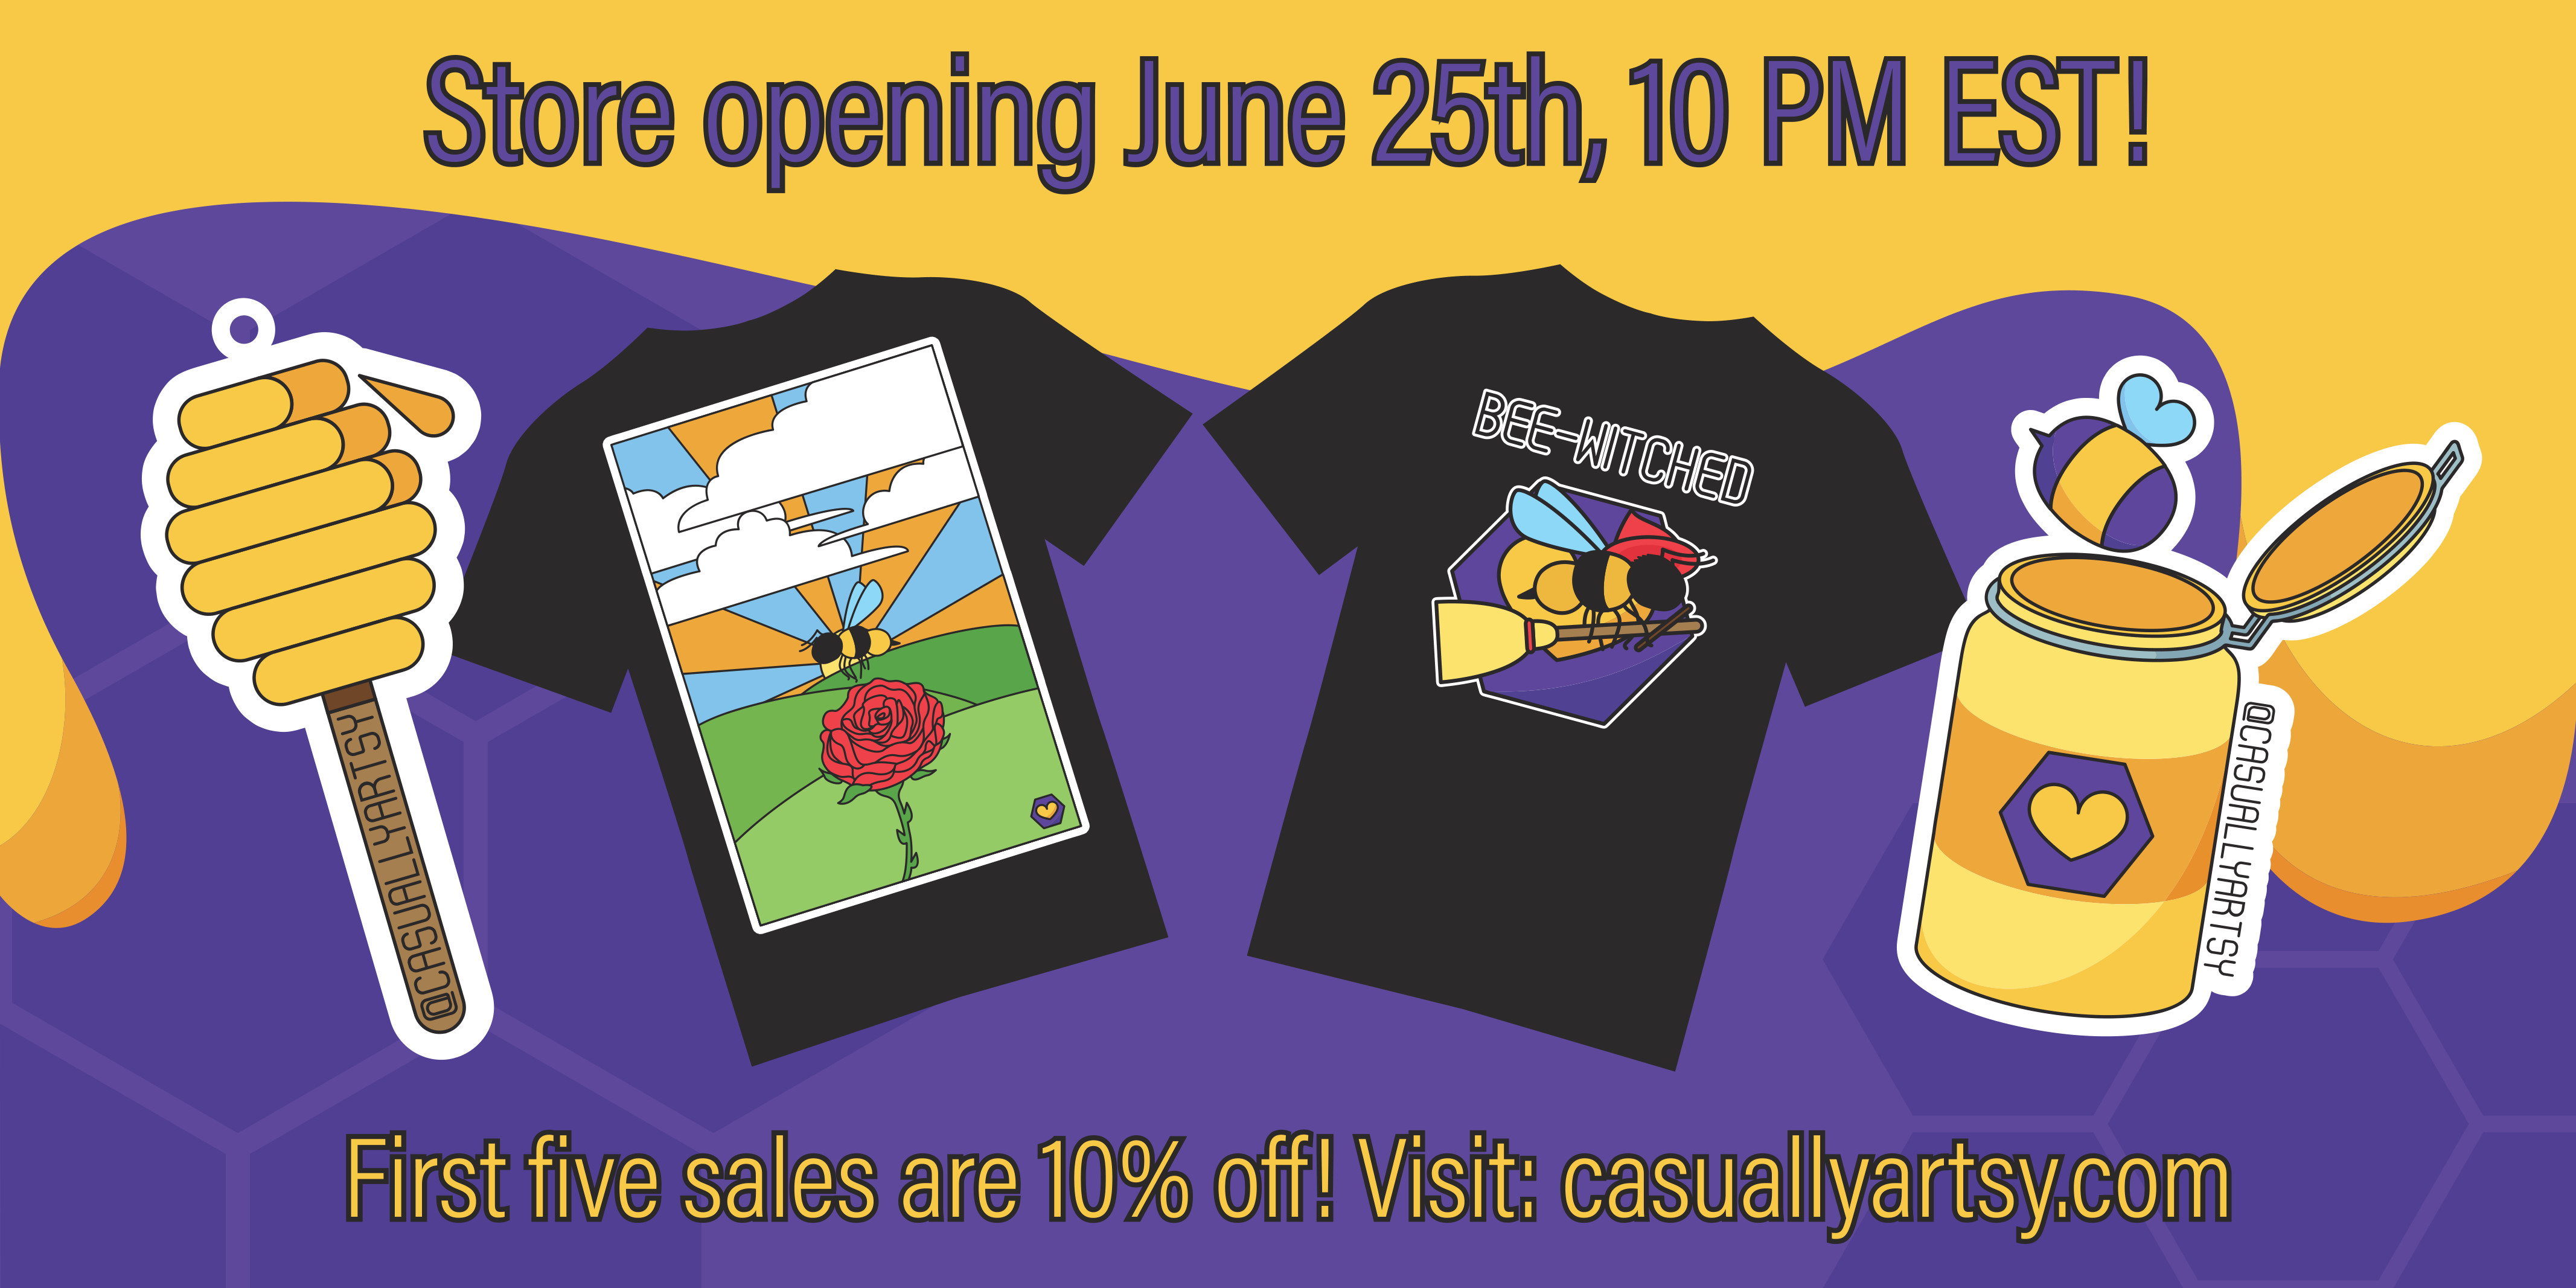 Store opening June 25th, 10 PM EST!
BEE-WITCHED
@CASUALLYARTSY
@CASUALLYARTSY
First five sales are 10% off! Visit: casuallyartsy.com